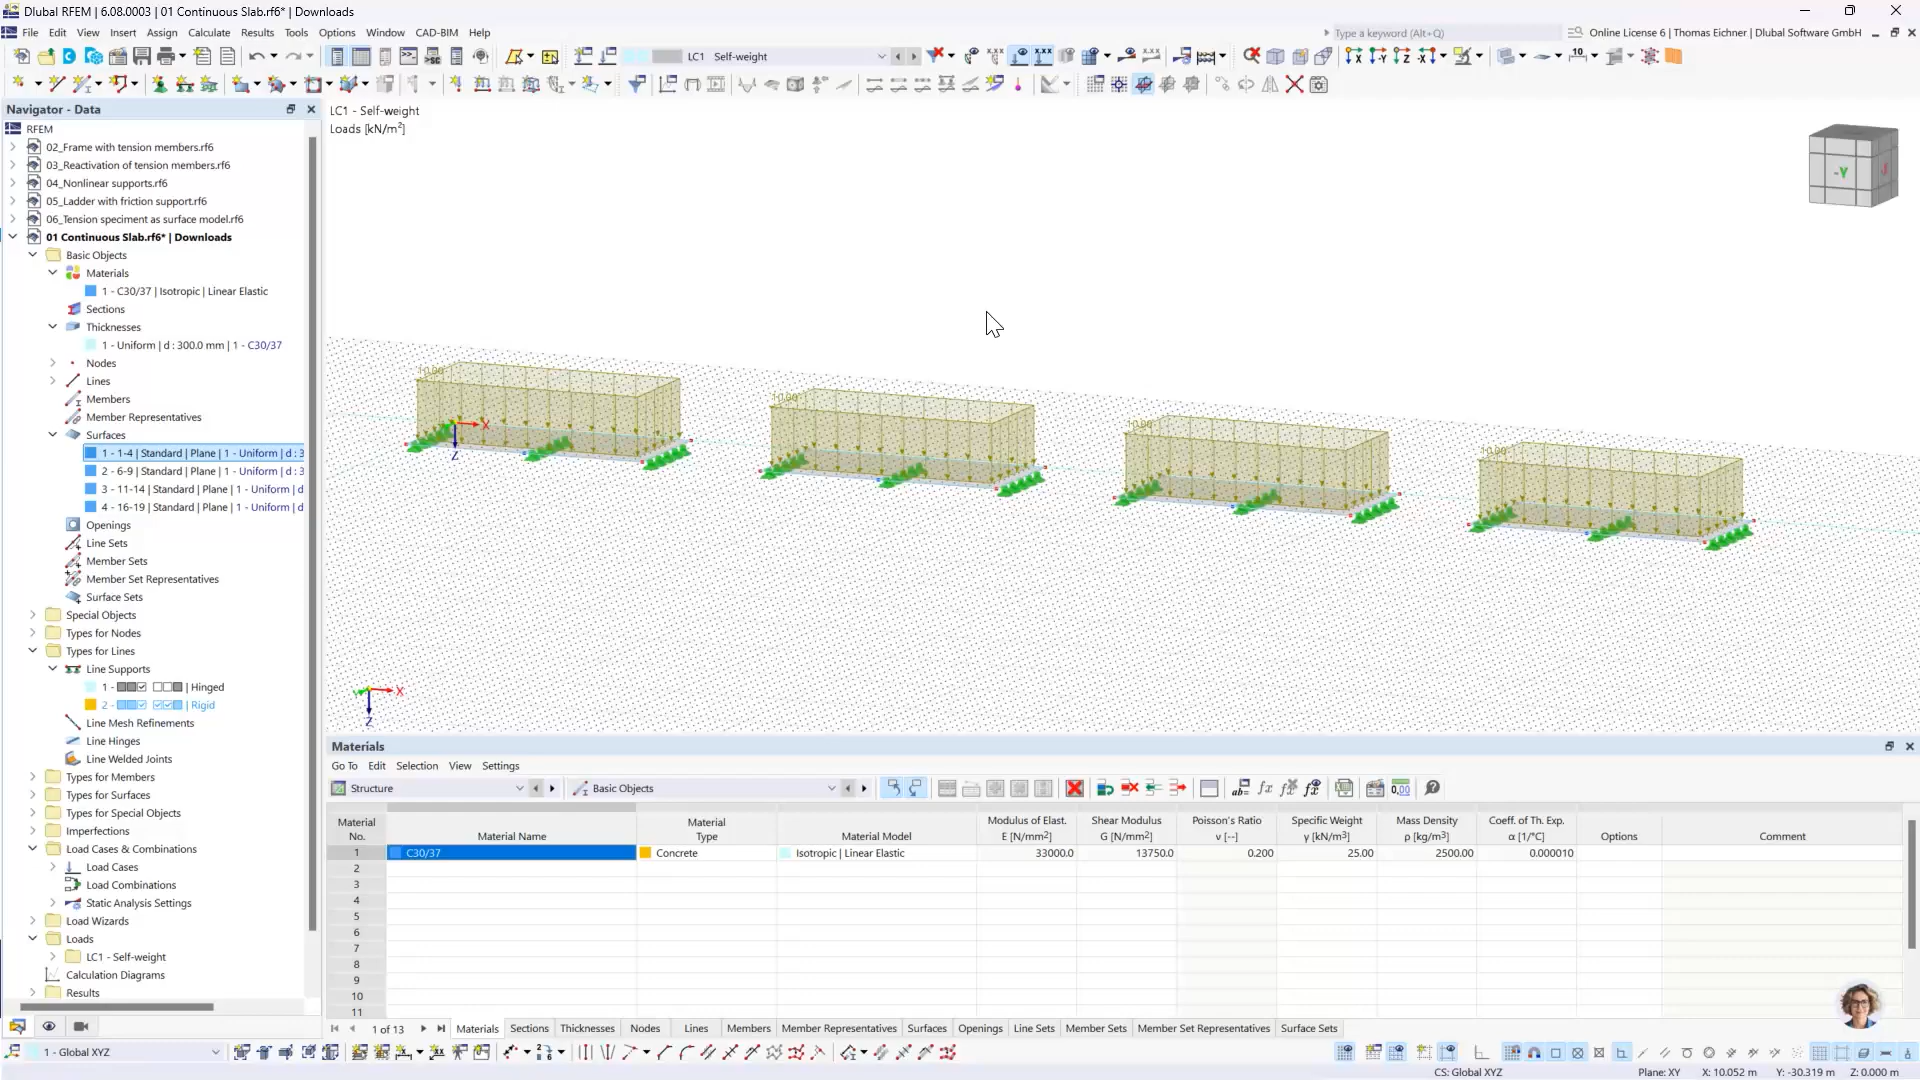 Dlubal RFEM | 6.08.0003 | 01 Continuous Slab.rf6* | Downloads
File Edit View Insert Assign Calculate Results Tools Options Window CAD-BIM Help
Type a keyword (Alt+Q)
Online License 6 | Thomas Eichner | Dlubal Software GmbH
LC1 Self-weight
Navigator - Data
RFEM
02_Frame with tension members.rf6
03_Reactivation of tension members.rf6
04_Nonlinear supports.rf6
05_Ladder with friction support.rf6
06_Tension speciment as surface model.rf6
01 Continuous Slab.rf6* | Downloads
Basic Objects
Materials
1 - C30/37 | Isotropic | Linear Elastic
Sections
Thicknesses
1 - Uniform | d : 300.0 mm | 1 - C30/37
Nodes
Lines
Members
Member Representatives
Surfaces
1 - 1-4 | Standard | Plane | 1 - Uniform | d : 3
2 - 6-9 | Standard | Plane | 1 - Uniform | d : 3
3 - 11-14 | Standard | Plane | 1 - Uniform | d
4 - 16-19 | Standard | Plane | 1 - Uniform | d
Openings
Line Sets
Member Sets
Member Set Representatives
Surface Sets
Special Objects
Types for Nodes
Types for Lines
Line Supports
1 - | Hinged
2 - | Rigid
Line Mesh Refinements
Line Hinges
Line Welded Joints
Types for Members
Types for Surfaces
Types for Special Objects
Imperfections
Load Cases & Combinations
Load Cases
Load Combinations
Static Analysis Settings
Load Wizards
Loads
LC1 - Self-weight
Calculation Diagrams
Results
1 - Global XYZ
LC1 - Self-weight
Loads [kN/m²]
-Y
10.00
10.00
10.00
10.00
X
Z
X
Z
Materials
Go To Edit Selection View Settings
Structure
Basic Objects
Material No.
Material Name
Material Type
Material Model
Modulus of Elast. E [N/mm²]
Shear Modulus G [N/mm²]
Poisson's Ratio ν [--]
Specific Weight γ [kN/m³]
Mass Density ρ [kg/m³]
Coeff. of Th. Exp. α [1/°C]
Options
Comment
1 C30/37 Concrete Isotropic | Linear Elastic 33000.0 13750.0 0.200 25.00 2500.00 0.000010
2
3
4
5
6
7
8
9
10
11
1 of 13 Materials Sections Thicknesses Nodes Lines Members Member Representatives Surfaces Openings Line Sets Member Sets Member Set Representatives Surface Sets
CS: Global XYZ Plane: XY X: 10.052 m Y: -30.319 m Z: 0.000 m